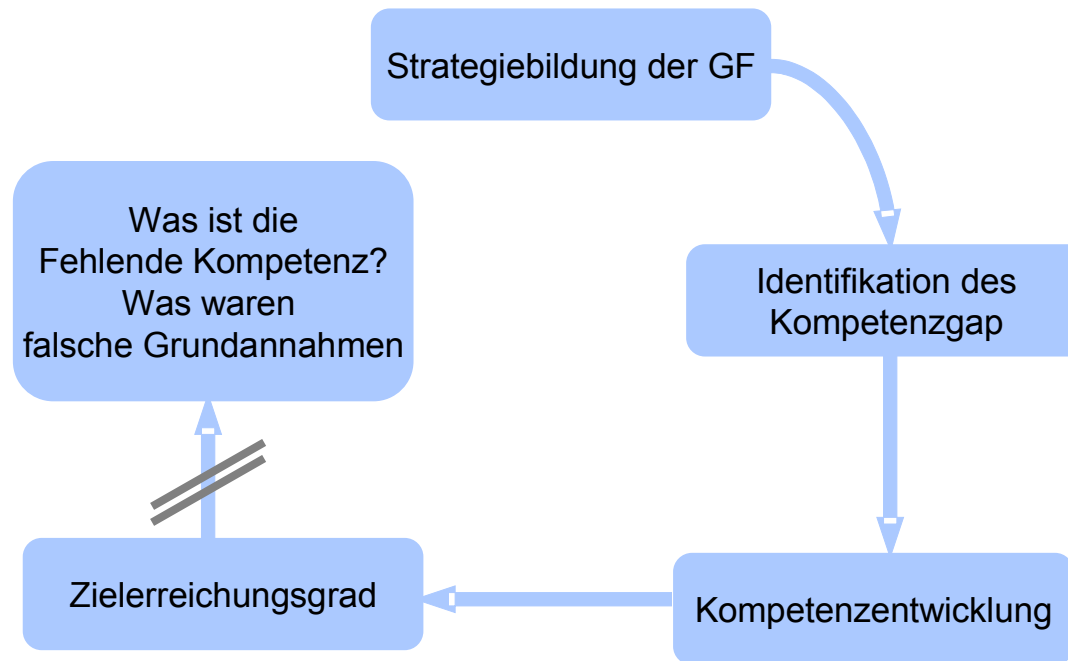 Strategiebildung der GF
Was ist die
Fehlende Kompetenz?
Was waren
falsche Grundannahmen
Identifikation des
Kompetenzgap
Zielerreichungsgrad
Kompetenzentwicklung